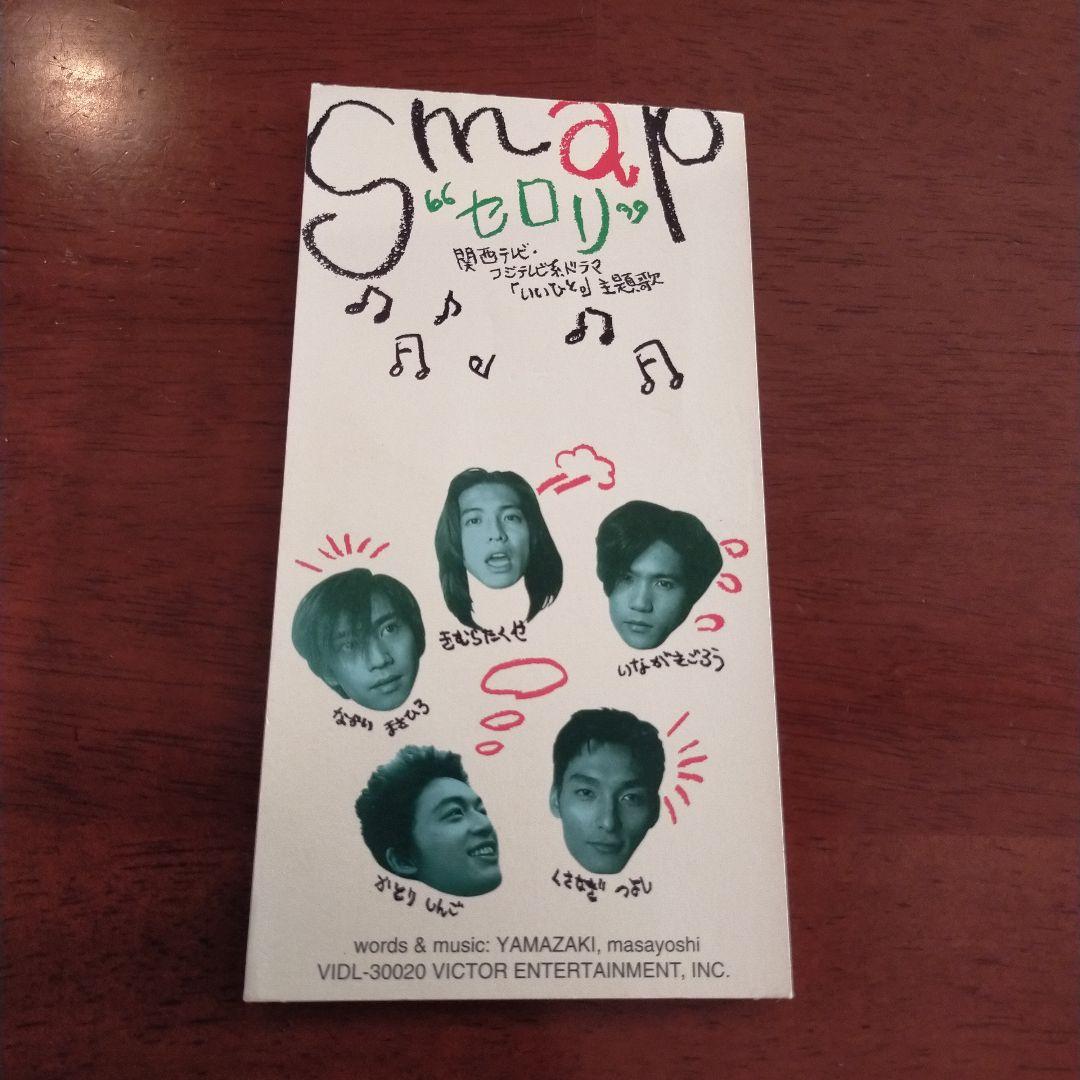 smap
“セロリ”
関西テレビ・
フジテレビ系ドラマ
「いいひと。」主題歌
きむらたくや
いながきごろう
なかい まさひろ
かとり しんご
くさなぎ つよし
words & music: YAMAZAKI, masayoshi
VIDL-30020 VICTOR ENTERTAINMENT, INC.